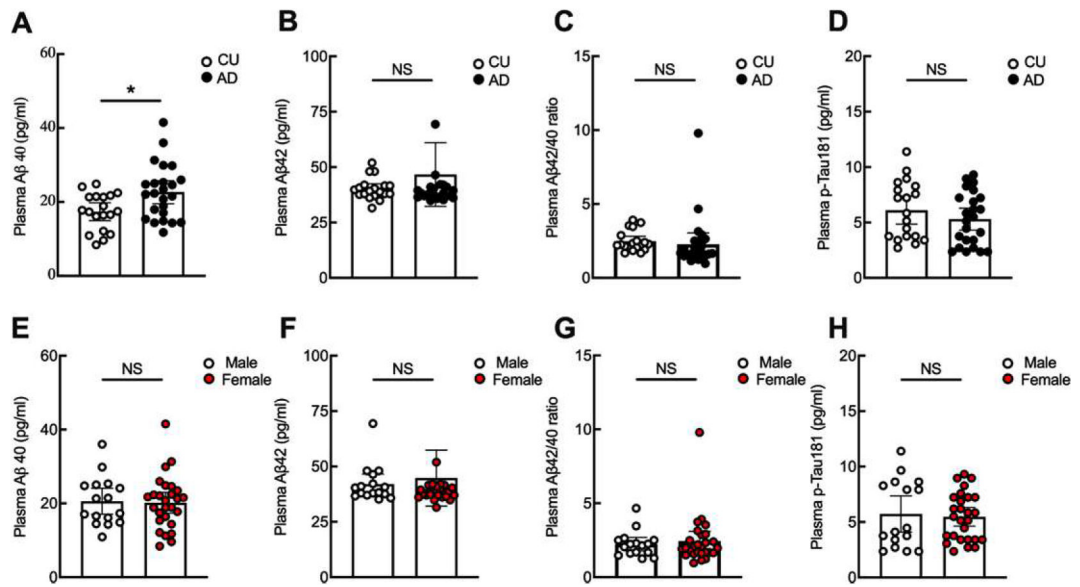 A
Plasma Aβ 40 (pg/ml)
60
40
20
0
*
CU
AD
B
Plasma Aβ42 (pg/ml)
100
75
50
25
0
NS
CU
AD
C
Plasma Aβ42/40 ratio
15
10
5
0
NS
CU
AD
D
Plasma p-Tau181 (pg/ml)
20
15
10
5
0
NS
CU
AD
E
Plasma Aβ 40 (pg/ml)
60
40
20
0
NS
Male
Female
F
Plasma Aβ42 (pg/ml)
100
75
50
25
0
NS
Male
Female
G
Plasma Aβ42/40 ratio
15
10
5
0
NS
Male
Female
H
Plasma p-Tau181 (pg/ml)
20
15
10
5
0
NS
Male
Female